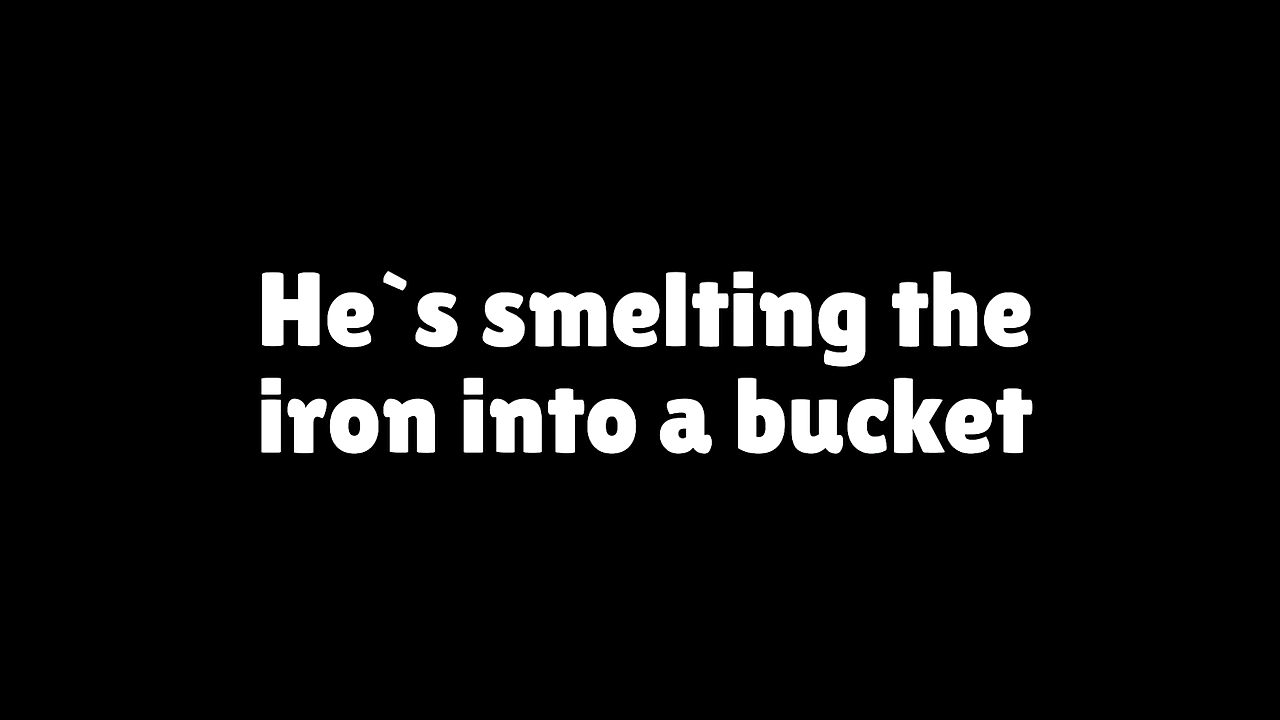 He`s smelting the
iron into a bucket